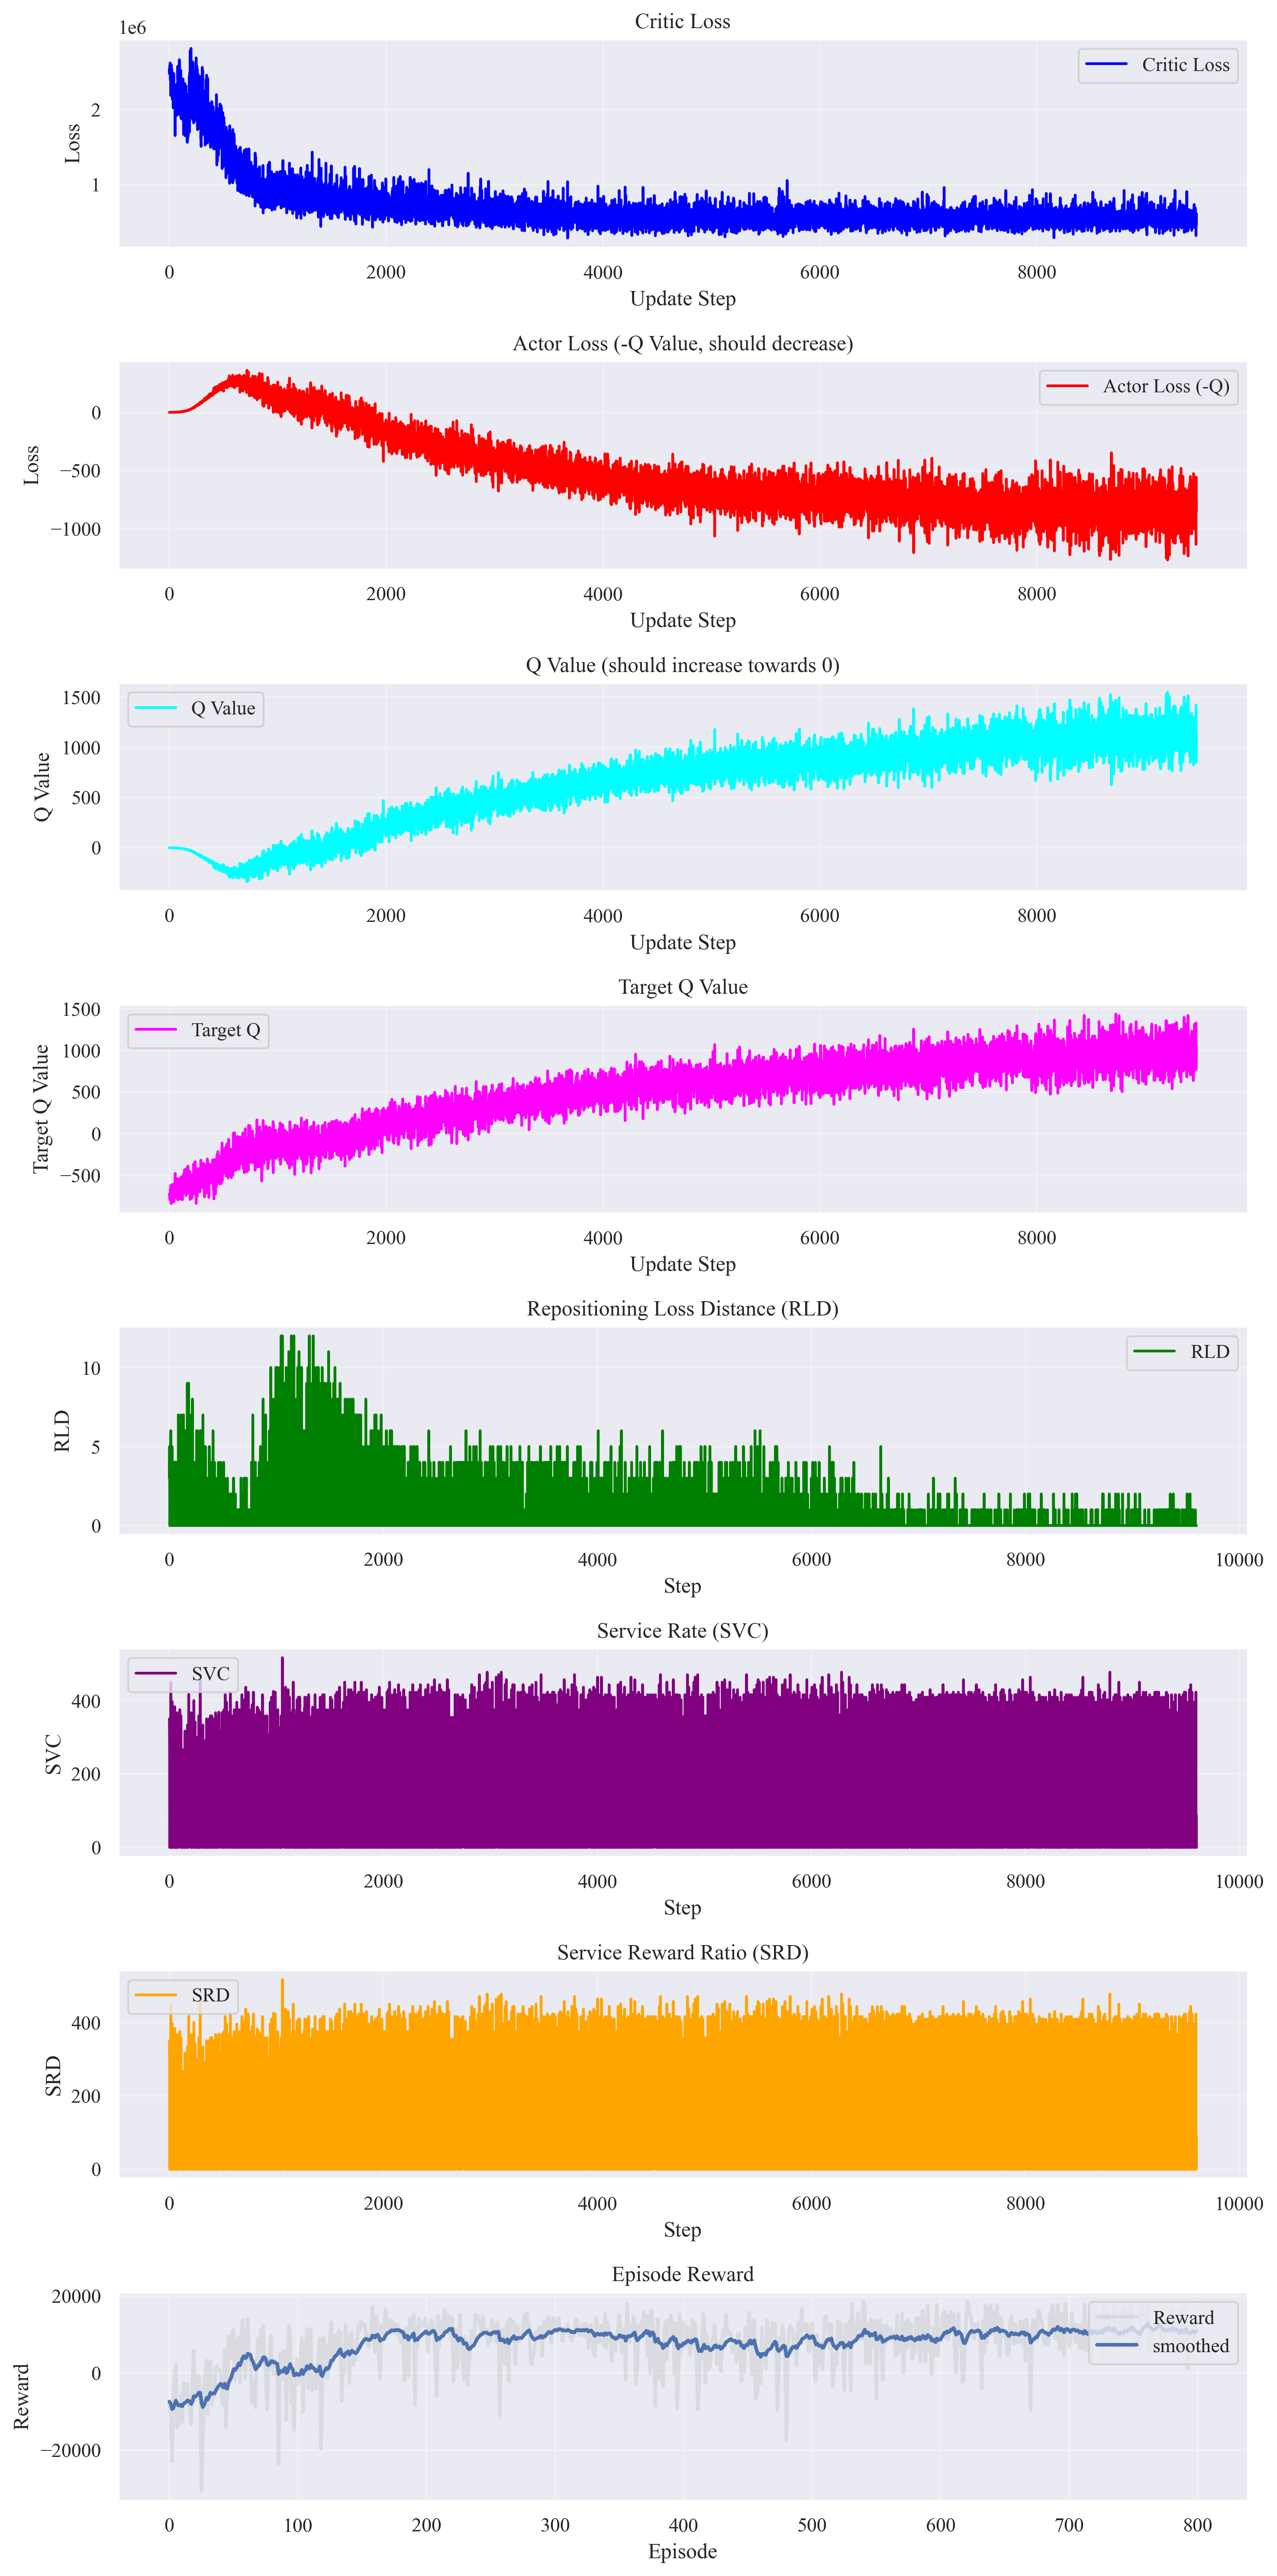 Critic Loss
1e6
Critic Loss
2
1
Loss
0 2000 4000 6000 8000
Update Step
Actor Loss (-Q Value, should decrease)
Actor Loss (-Q)
0
−500
−1000
Loss
0 2000 4000 6000 8000
Update Step
Q Value (should increase towards 0)
Q Value
1500
1000
500
0
Q Value
0 2000 4000 6000 8000
Update Step
Target Q Value
Target Q
1500
1000
500
0
−500
Target Q Value
0 2000 4000 6000 8000
Update Step
Repositioning Loss Distance (RLD)
RLD
10
5
0
RLD
0 2000 4000 6000 8000 10000
Step
Service Rate (SVC)
SVC
400
200
0
SVC
0 2000 4000 6000 8000 10000
Step
Service Reward Ratio (SRD)
SRD
400
200
0
SRD
0 2000 4000 6000 8000 10000
Step
Episode Reward
Reward
smoothed
20000
0
−20000
Reward
0 100 200 300 400 500 600 700 800
Episode